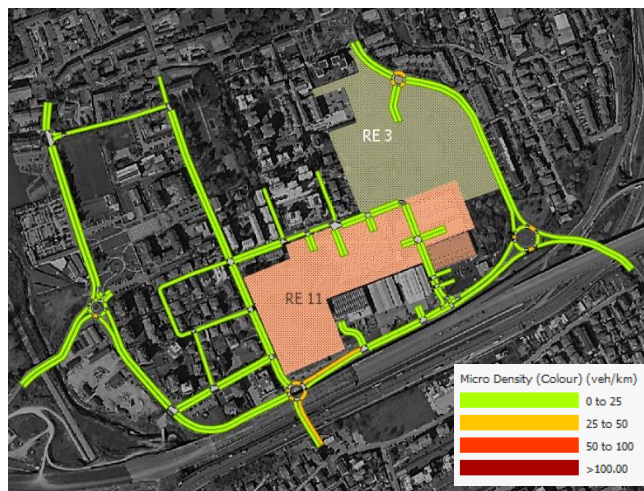 RE 3
RE 11
Micro Density (Colour) (veh/km)
0 to 25
25 to 50
50 to 100
>100.00